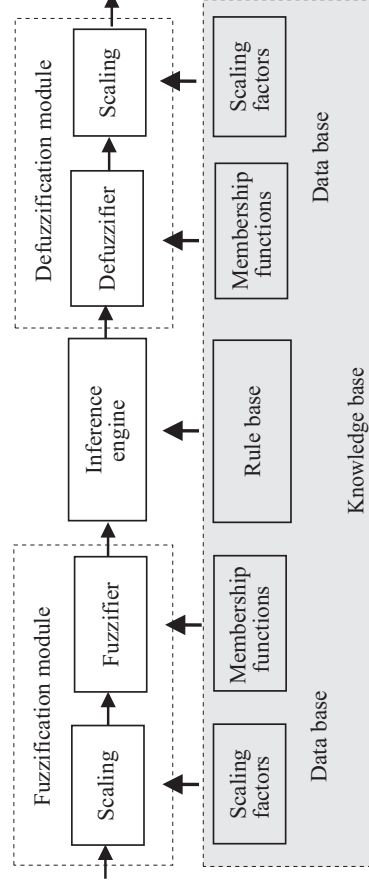 Fuzzification module
Defuzzification module
Scaling
Fuzzifier
Inference
engine
Defuzzifier
Scaling
Scaling
factors
Membership
functions
Rule base
Membership
functions
Scaling
factors
Data base
Data base
Knowledge base